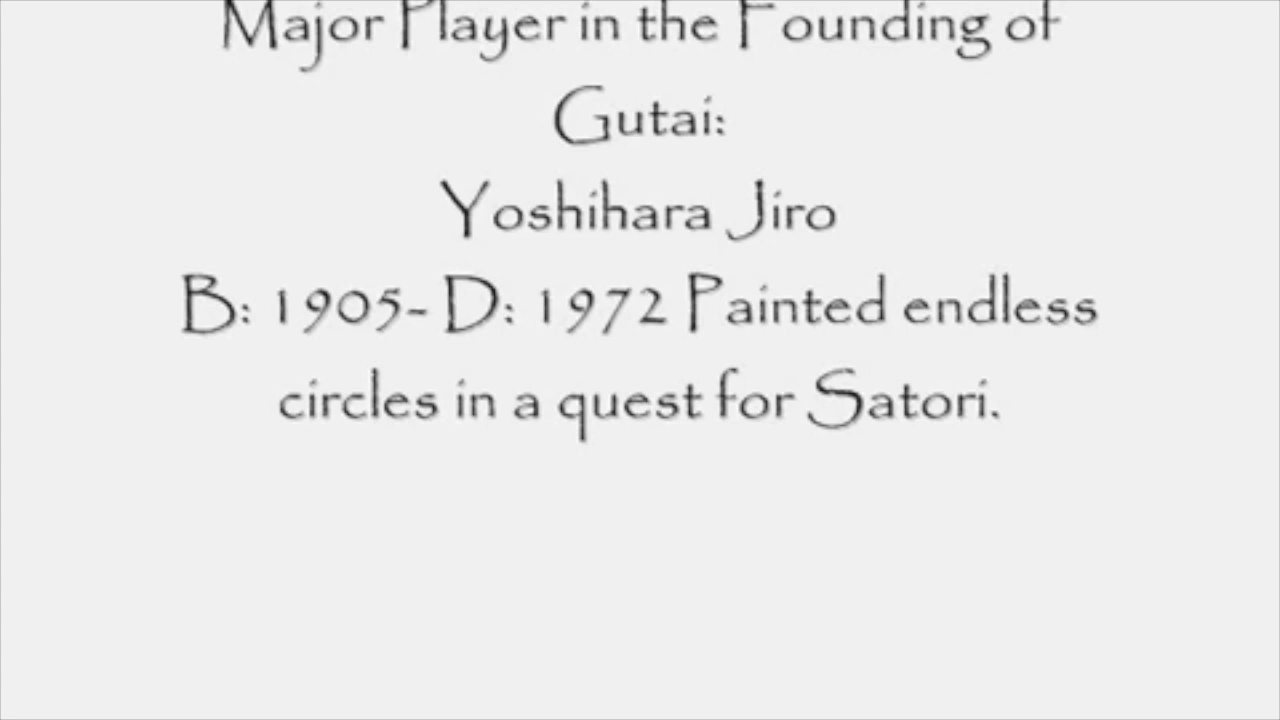 Major Player in the Founding of
Gutai:
Yoshihara Jiro
B: 1905- D: 1972 Painted endless
circles in a quest for Satori.